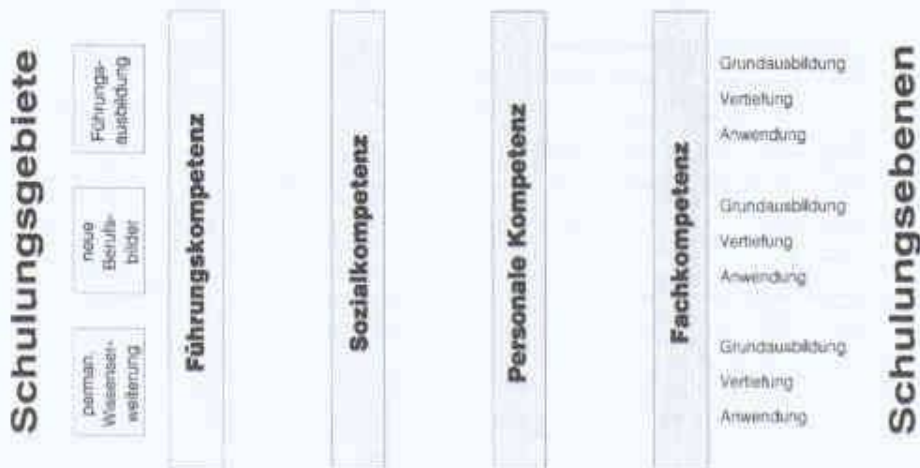 Schulungsgebiete
Führungs-
ausbildung
neue
Berufs-
bilder
perman.
Wissenser-
weiterung
Führungskompetenz
Sozialkompetenz
Personale Kompetenz
Fachkompetenz
Grundausbildung
Vertiefung
Anwendung
Grundausbildung
Vertiefung
Anwendung
Grundausbildung
Vertiefung
Anwendung
Schulungsebenen